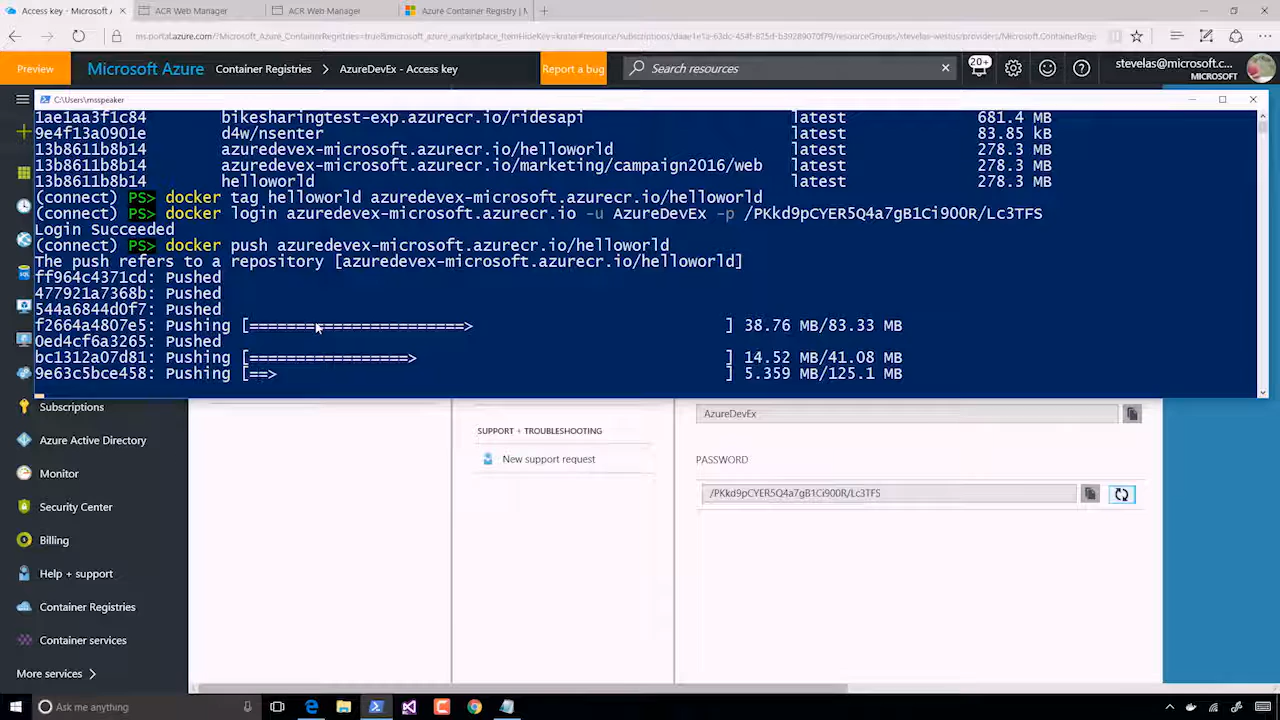 Access key - Microsoft A
ACR Web Manager
ACR Web Manager
Azure Container Registry | M
Preview
Microsoft Azure
Container Registries > AzureDevEx - Access key
Report a bug
Search resources
20+
stevelas@microsoft.c...
MICROSOFT
C:\Users\msspeaker
1ae1aa3f1c84 bikesharingtest-exp.azurecr.io/ridesapi latest 681.4 MB
9e4f13a0901e d4w/nsenter latest 83.85 kB
13b8611b8b14 azuredevex-microsoft.azurecr.io/helloworld latest 278.3 MB
13b8611b8b14 azuredevex-microsoft.azurecr.io/marketing/campaign2016/web latest 278.3 MB
13b8611b8b14 helloworld latest 278.3 MB
(connect) PS> docker tag helloworld azuredevex-microsoft.azurecr.io/helloworld
(connect) PS> docker login azuredevex-microsoft.azurecr.io -u AzureDevEx -p /PKkd9pCYER5Q4a7gB1Ci9O0R/Lc3TFS
Login Succeeded
(connect) PS> docker push azuredevex-microsoft.azurecr.io/helloworld
The push refers to a repository [azuredevex-microsoft.azurecr.io/helloworld]
ff964c4371cd: Pushed
477921a7368b: Pushed
544a6844d0f7: Pushed
f2664a4807e5: Pushing [=======================> ] 38.76 MB/83.33 MB
0ed4cf6a3265: Pushed
bc1312a07d81: Pushing [=================> ] 14.52 MB/41.08 MB
9e63c5bce458: Pushing [==> ] 5.359 MB/125.1 MB
Subscriptions
AzureDevEx
SUPPORT + TROUBLESHOOTING
Azure Active Directory
New support request
PASSWORD
Monitor
/PKkd9pCYER5Q4a7gB1Ci9O0R/Lc3TFS
Security Center
Billing
Help + support
Container Registries
Container services
More services >
Ask me anything